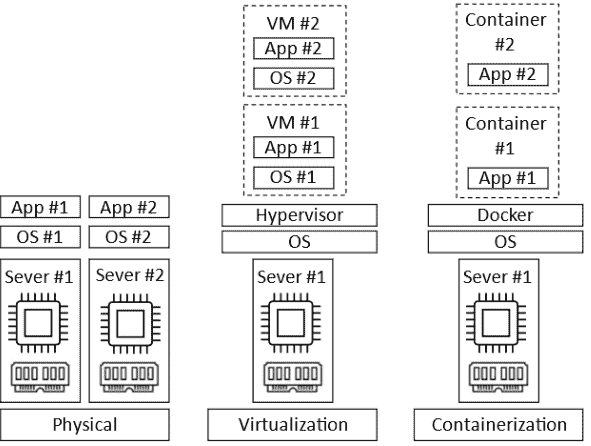 VM #2
App #2
OS #2
VM #1
App #1
OS #1
Hypervisor
OS
Container
#2
App #2
Container
#1
App #1
Docker
OS
App #1
App #2
OS #1
OS #2
Sever #1
Sever #2
Sever #1
Sever #1
Physical
Virtualization
Containerization